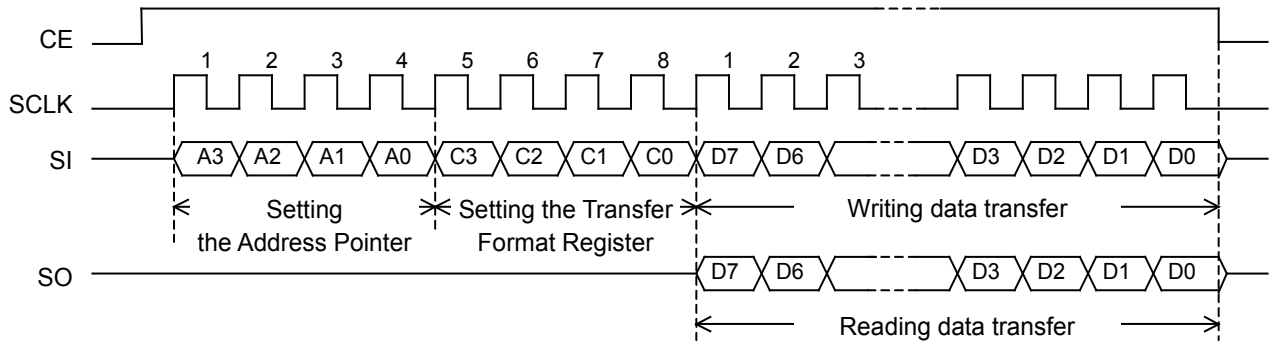 CE
1 2 3 4 5 6 7 8 1 2 3
SCLK
SI A3 A2 A1 A0 C3 C2 C1 C0 D7 D6 D3 D2 D1 D0
Setting Setting the Transfer Writing data transfer
the Address Pointer Format Register
SO D7 D6 D3 D2 D1 D0
Reading data transfer